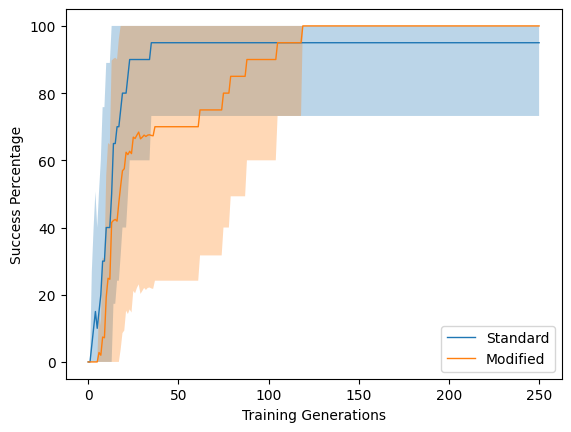 Success Percentage
100
80
60
40
20
0
0 50 100 150 200 250
Training Generations
Standard
Modified